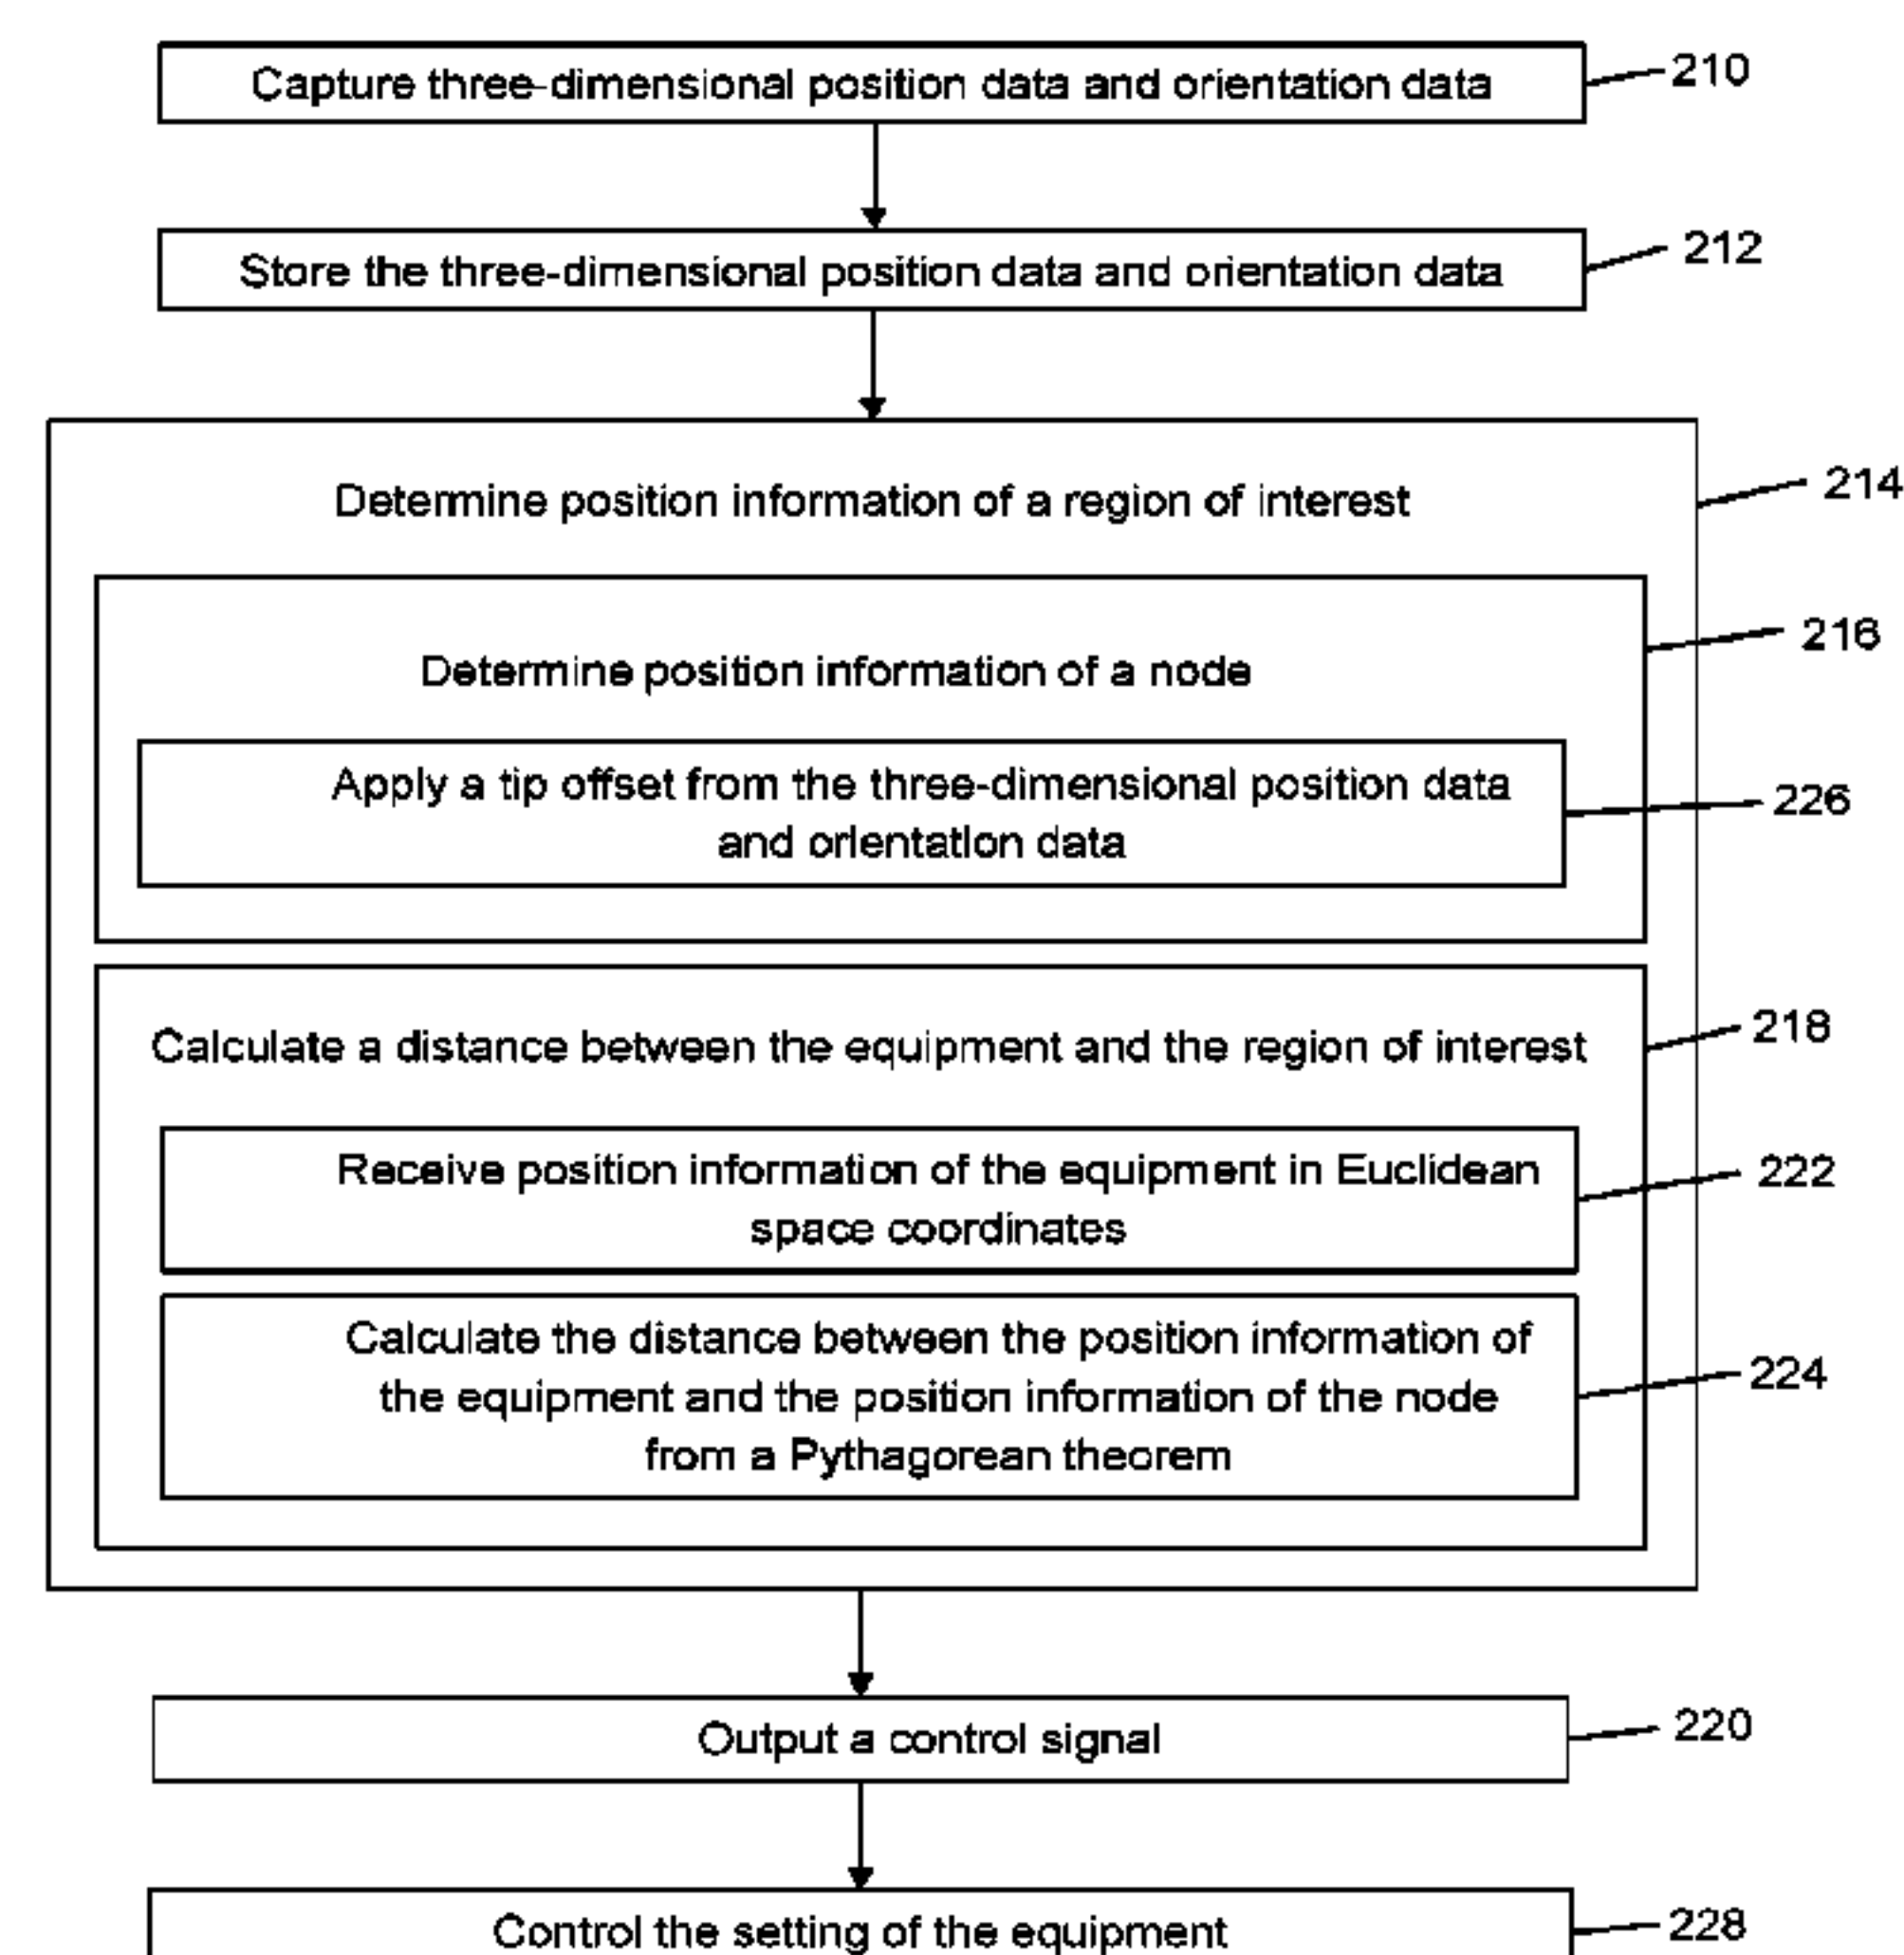 Capture three-dimensional position data and orientation data
210
Store the three-dimensional position data and orientation data
212
Determine position information of a region of interest
214
Determine position information of a node
216
Apply a tip offset from the three-dimensional position data
and orientation data
226
Calculate a distance between the equipment and the region of interest
218
Receive position information of the equipment in Euclidean
space coordinates
222
Calculate the distance between the position information of
the equipment and the position information of the node
from a Pythagorean theorem
224
Output a control signal
220
Control the setting of the equipment
228